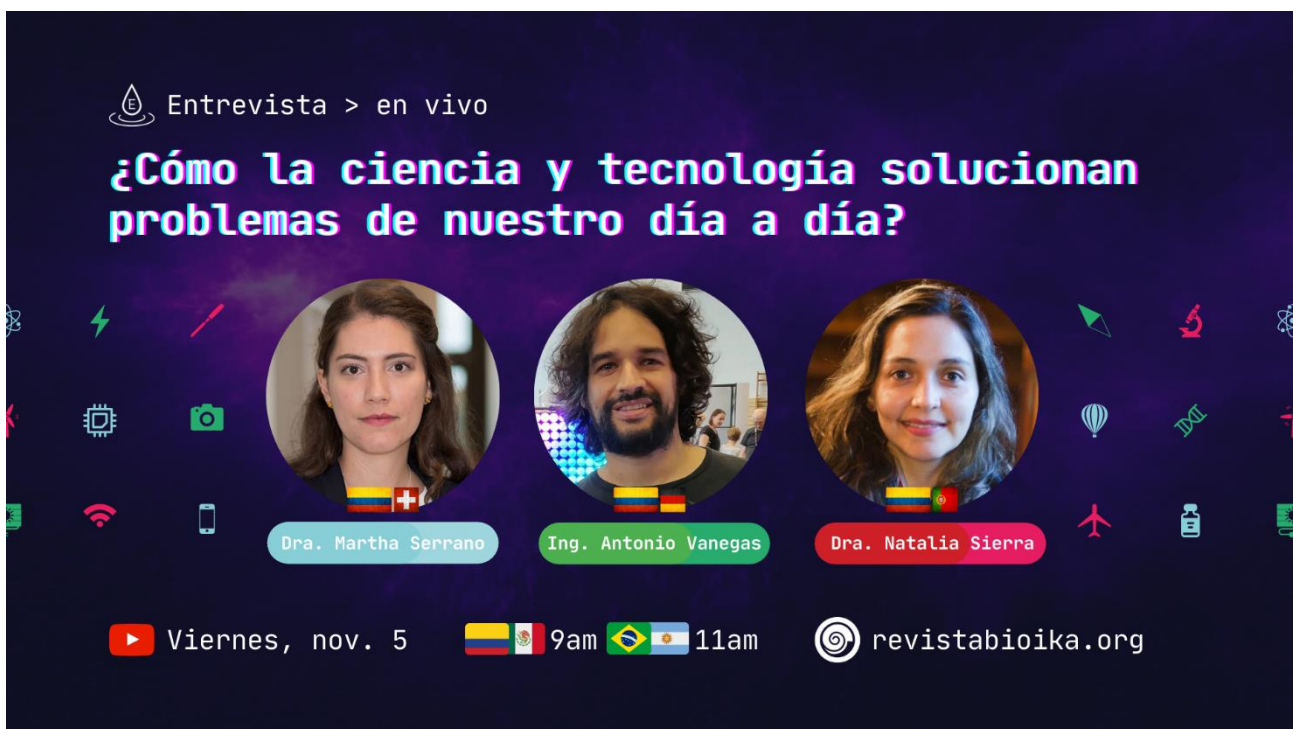 E
Entrevista > en vivo
¿Cómo la ciencia y tecnología solucionan
problemas de nuestro día a día?
Dra. Martha Serrano
Ing. Antonio Vanegas
Dra. Natalia Sierra
Viernes, nov. 5
9am
11am
revistabioika.org